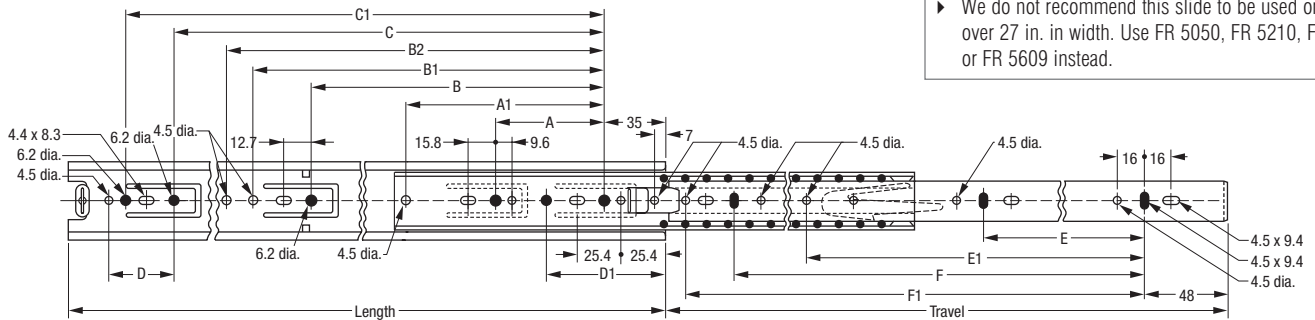 ▶ We do not recommend this slide to be used on
over 27 in. in width. Use FR 5050, FR 5210, F
or FR 5609 instead.
C1
C
B2
B1
B
A1
A
35
7
4.4 x 8.3
6.2 dia.
4.5 dia.
6.2 dia.
4.5 dia.
12.7
15.8
9.6
4.5 dia.
4.5 dia.
4.5 dia.
16
16
6.2 dia.
4.5 dia.
25.4
25.4
D
D1
E
E1
F
F1
48
4.5 x 9.4
4.5 x 9.4
4.5 dia.
Length
Travel